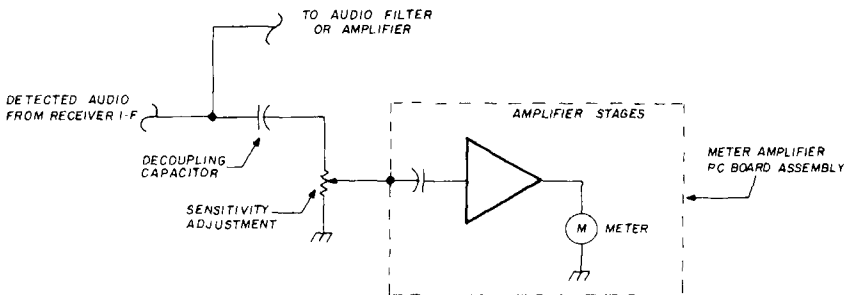 TO AUDIO FILTER
OR AMPLIFIER
DETECTED AUDIO
FROM RECEIVER I-F
DECOUPLING
CAPACITOR
SENSITIVITY
ADJUSTMENT
AMPLIFIER STAGES
METER AMPLIFIER
PC BOARD ASSEMBLY
M
METER